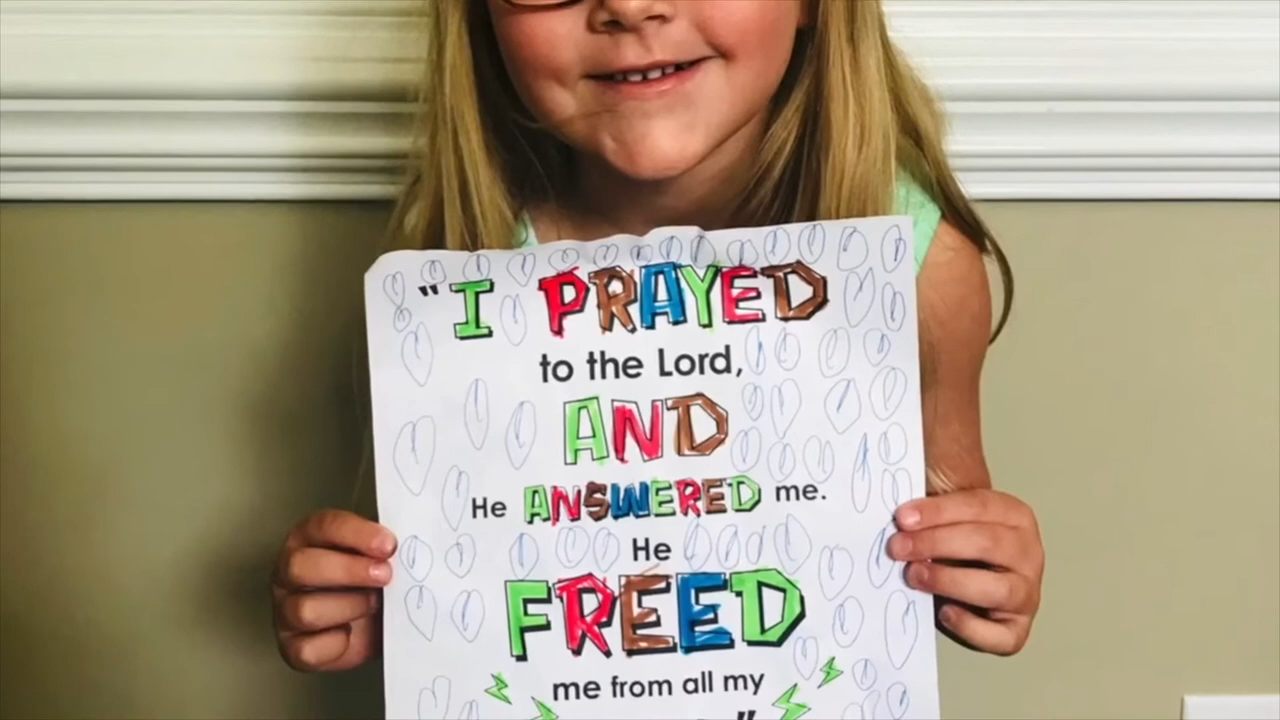 "I PRAYED
to the Lord,
AND
He ANSWERED me.
He
FREED
me from all my
"